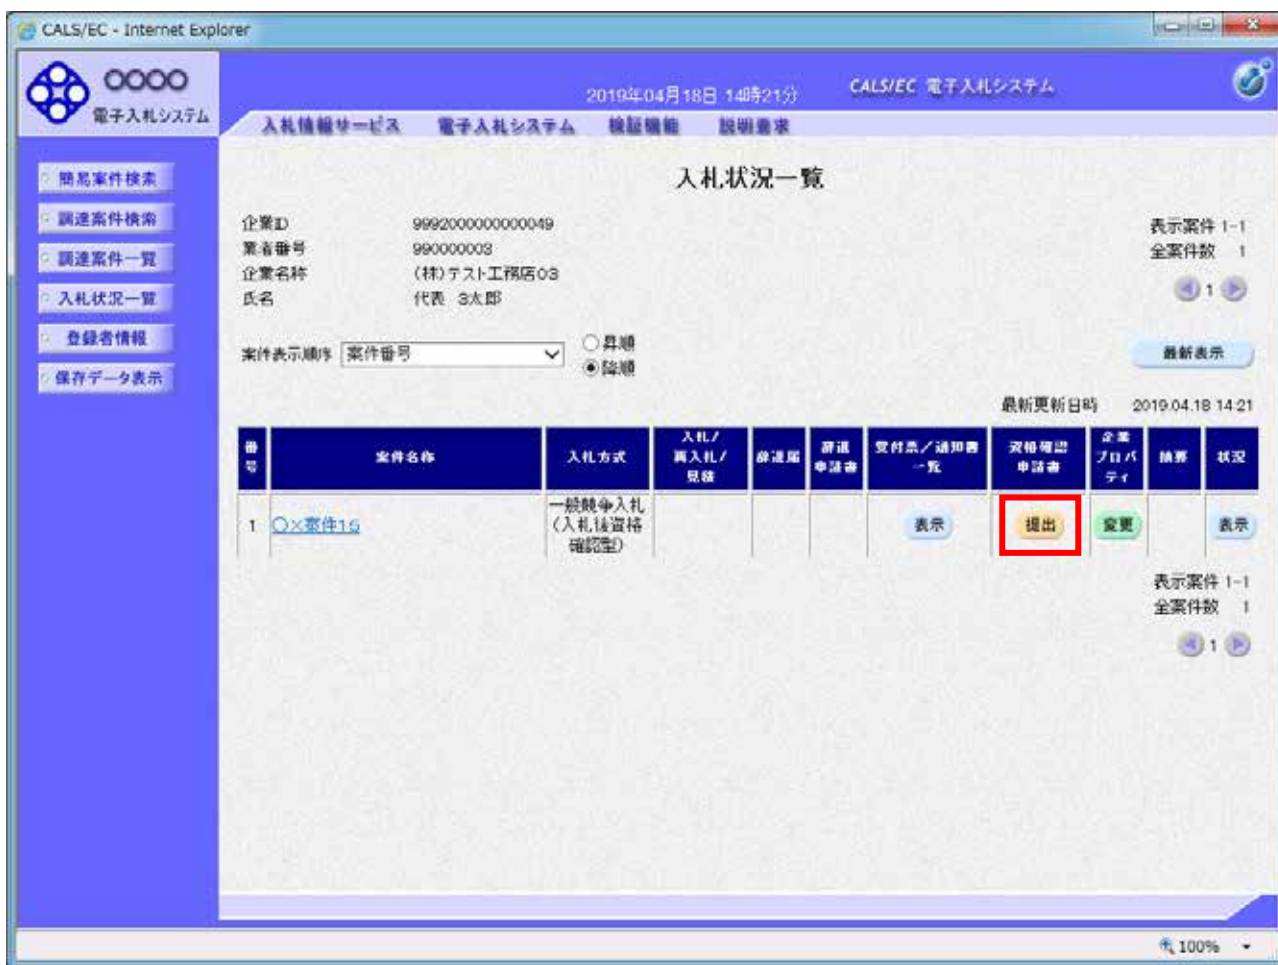 CALS/EC - Internet Explorer
○○○○
電子入札システム
2019年04月18日 14時21分
CALS/EC 電子入札システム
入札情報サービス 電子入札システム 検証機能 説明要求
簡易案件検索
調達案件検索
調達案件一覧
入札状況一覧
登録者情報
保存データ表示
入札状況一覧
企業ID 9992000000000049
業者番号 990000003
企業名称 (株)テスト工務店03
氏名 代表 3太郎
表示案件 1-1
全案件数 1
1
案件表示順序 案件番号
昇順
降順
最新表示
最新更新日時 2019.04.18 14:21
番号 案件名称 入札方式 入札/再入札/見積 辞退届 辞退申請書 受付票/通知書一覧 資格確認申請書 企業プロパティ 摘要 状況
1 ○×案件15 一般競争入札(入札後資格確認型) 表示 提出 変更 表示
表示案件 1-1
全案件数 1
1
100%